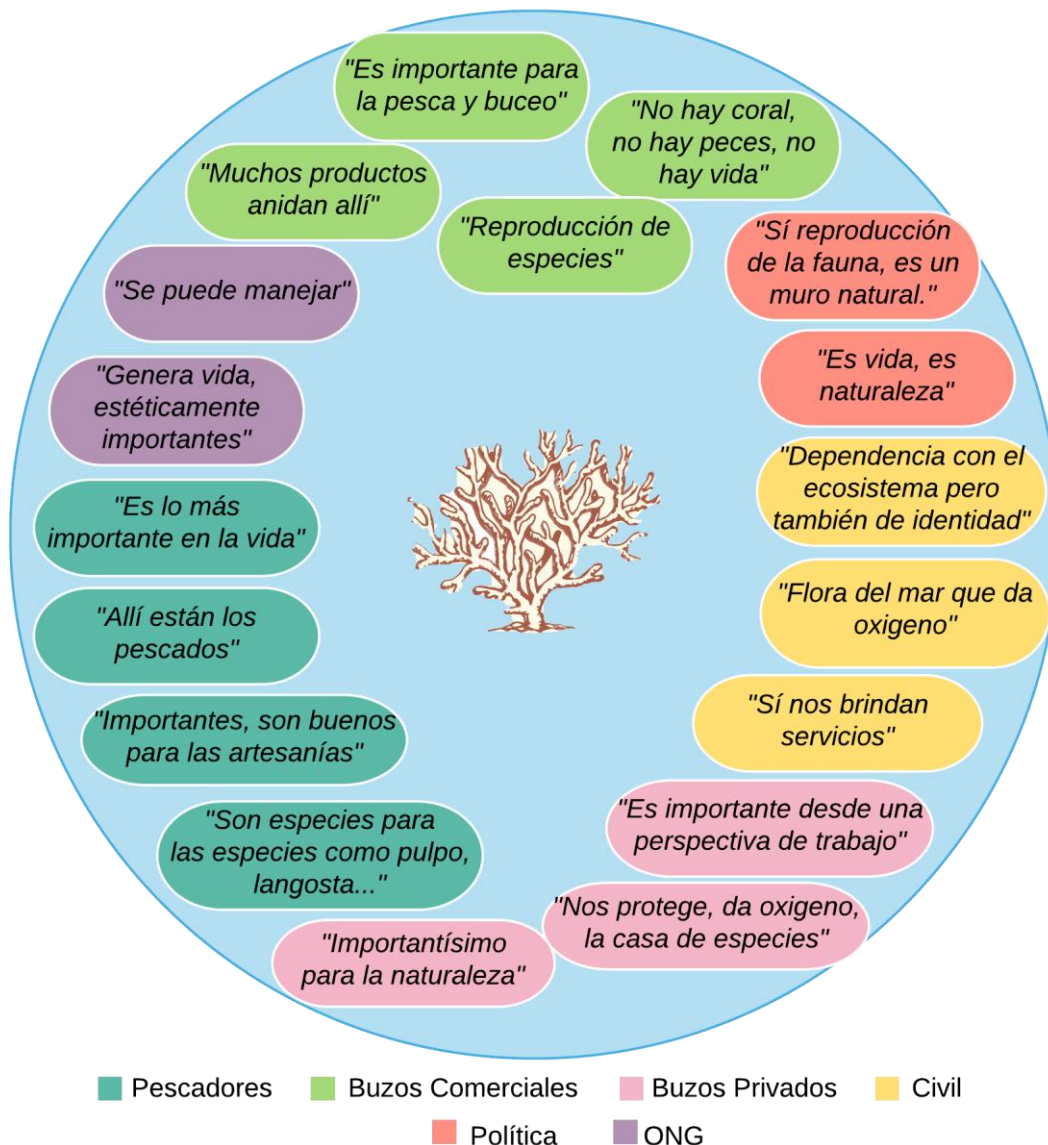 "Es importante para
la pesca y buceo"
"No hay coral,
no hay peces, no
hay vida"
"Muchos productos
anidan allí"
"Reproducción de
especies"
"Sí reproducción
de la fauna, es un
muro natural."
"Se puede manejar"
"Es vida, es
naturaleza"
"Genera vida,
estéticamente
importantes"
"Dependencia con el
ecosistema pero
también de identidad"
"Es lo más
importante en la vida"
"Flora del mar que da
oxigeno"
"Allí están los
pescados"
"Sí nos brindan
servicios"
"Importantes, son buenos
para las artesanías"
"Es importante desde una
perspectiva de trabajo"
"Son especies para
las especies como pulpo,
langosta..."
"Nos protege, da oxigeno,
la casa de especies"
"Importantísimo
para la naturaleza"
Pescadores Buzos Comerciales Buzos Privados Civil
Política ONG